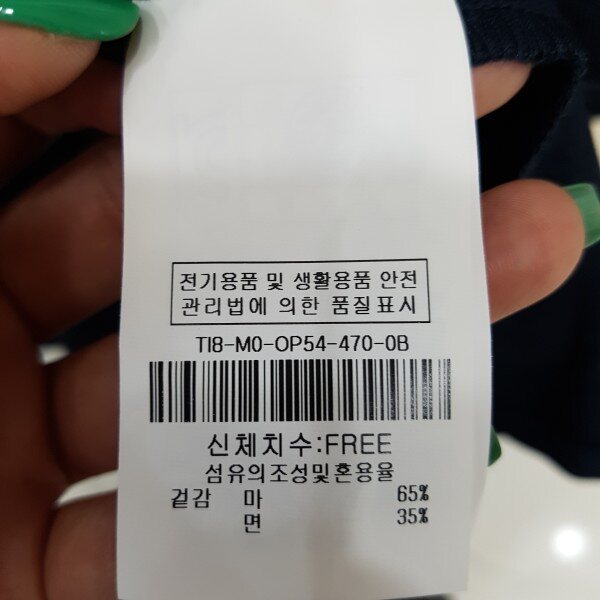 전기용품 및 생활용품 안전
관리법에 의한 품질표시
TI8-M0-OP54-470-0B
신체치수:FREE
섬유의조성및혼용율
겉감 마 65%
면 35%